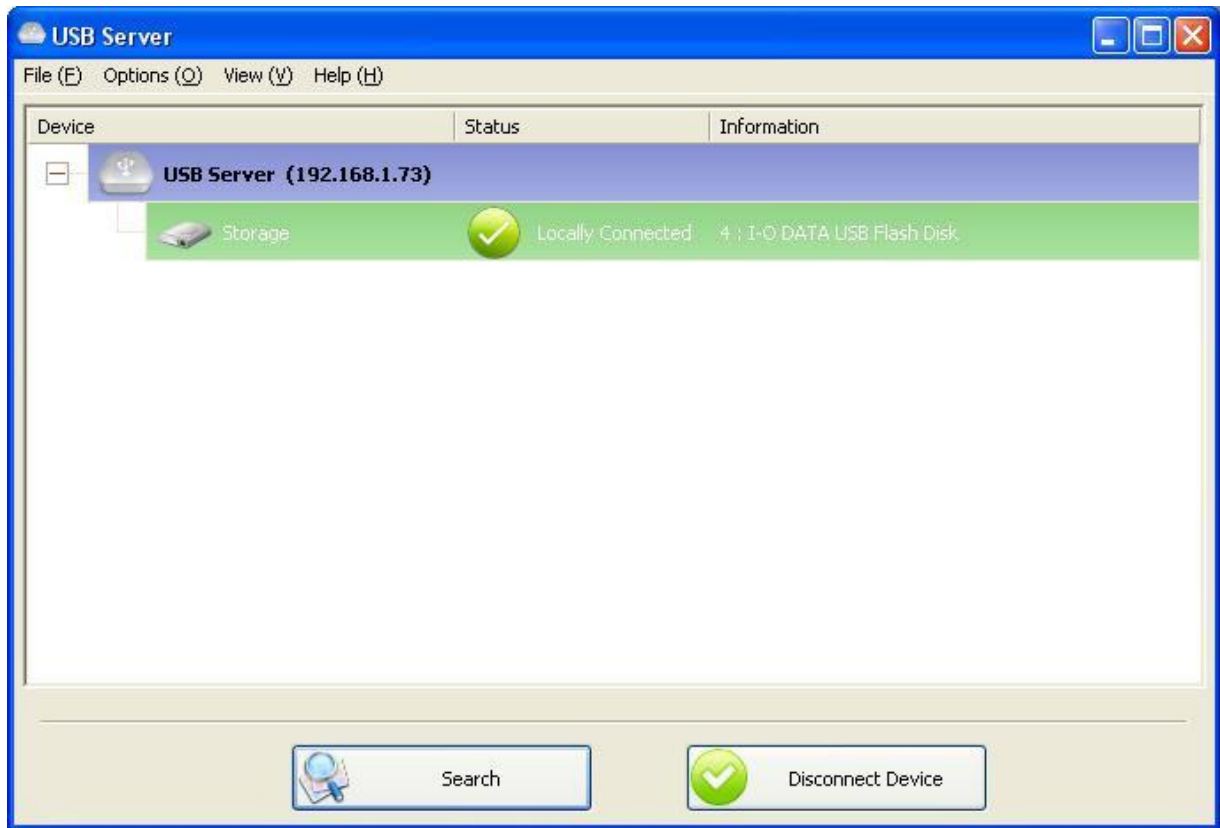 USB Server
File (F) Options (O) View (V) Help (H)
Device Status Information
USB Server (192.168.1.73)
Storage Locally Connected 4 : I-O DATA USB Flash Disk
Search Disconnect Device